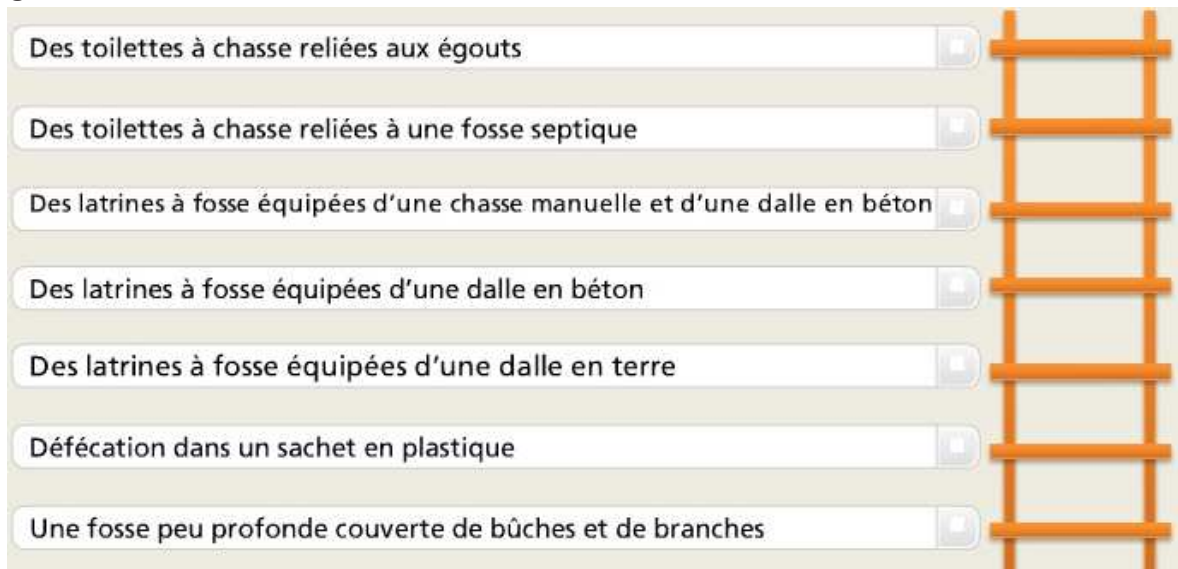 Des toilettes à chasse reliées aux égouts
Des toilettes à chasse reliées à une fosse septique
Des latrines à fosse équipées d’une chasse manuelle et d’une dalle en béton
Des latrines à fosse équipées d’une dalle en béton
Des latrines à fosse équipées d’une dalle en terre
Défécation dans un sachet en plastique
Une fosse peu profonde couverte de bûches et de branches